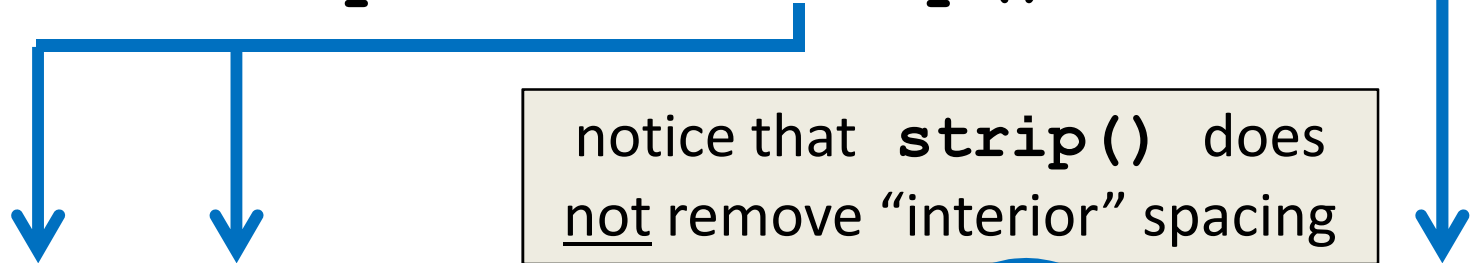 notice that strip() does
not remove “interior” spacing